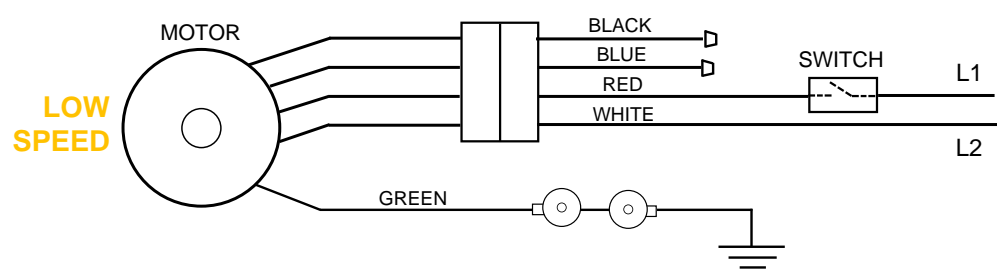 MOTOR
LOW
SPEED
BLACK
BLUE
RED
WHITE
SWITCH
L1
L2
GREEN